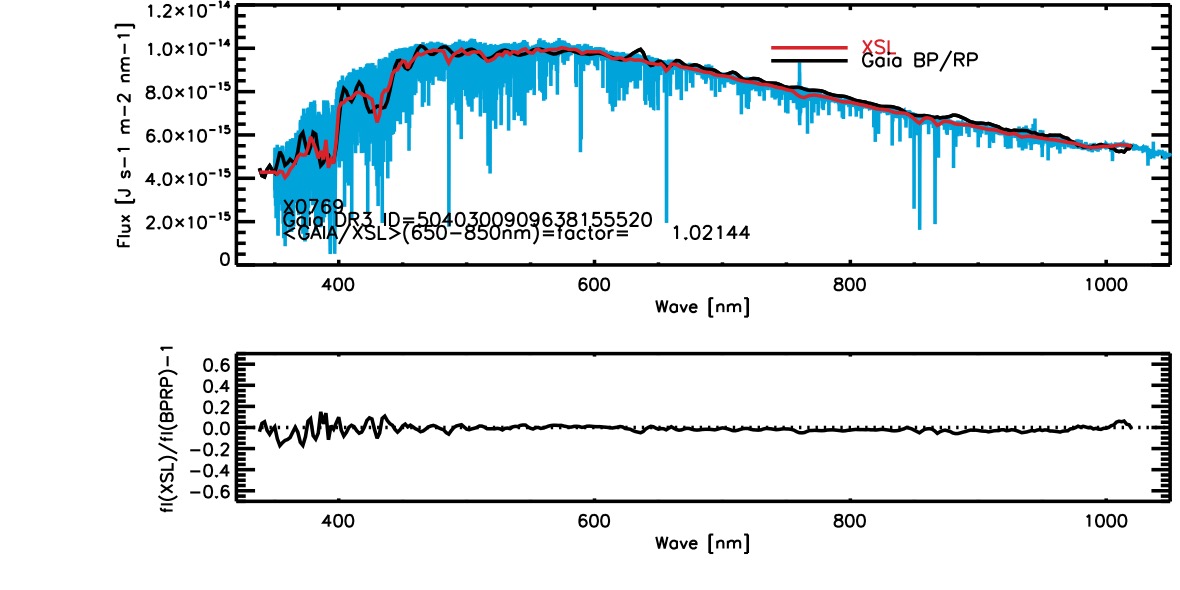 1.2×10⁻¹⁴
1.0×10⁻¹⁴
8.0×10⁻¹⁵
6.0×10⁻¹⁵
4.0×10⁻¹⁵
2.0×10⁻¹⁵
0
Flux [J s−1 m−2 nm−1]
XSL
Gaia BP/RP
X0769
Gaia DR3 ID=5040300909638155520
<GAIA/XSL>(650−850nm)=factor= 1.02144
400 600 800 1000
Wave [nm]
0.6
0.4
0.2
0.0
−0.2
−0.4
−0.6
fl(XSL)/fl(BPRP)−1
400 600 800 1000
Wave [nm]